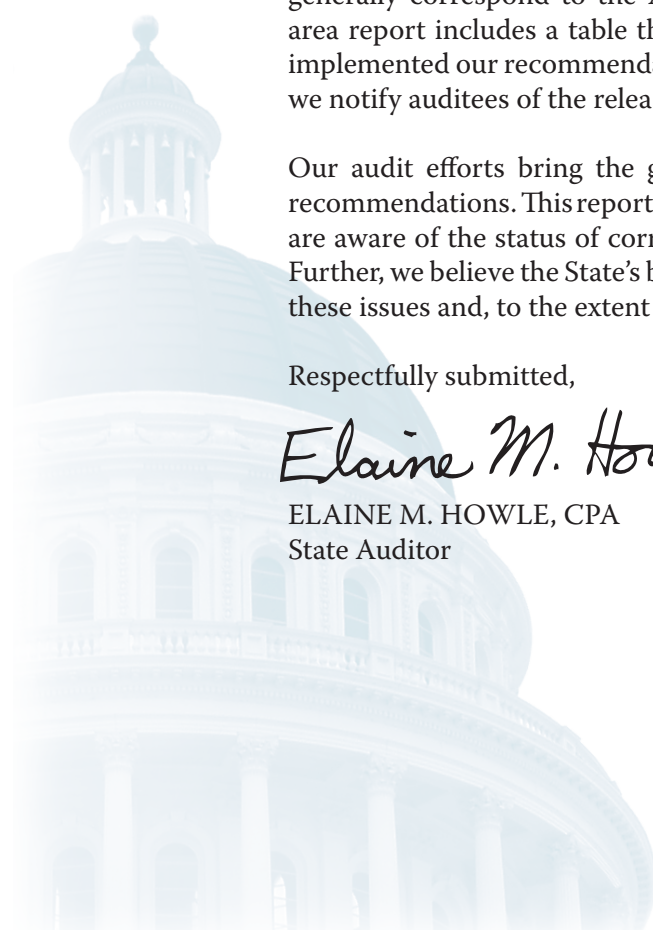 generally correspond to the
area report includes a table th
implemented our recommenda
we notify auditees of the relea
Our audit efforts bring the g
recommendations. This report
are aware of the status of corr
Further, we believe the State’s b
these issues and, to the extent
Respectfully submitted,
Elaine M. Ho
ELAINE M. HOWLE, CPA
State Auditor